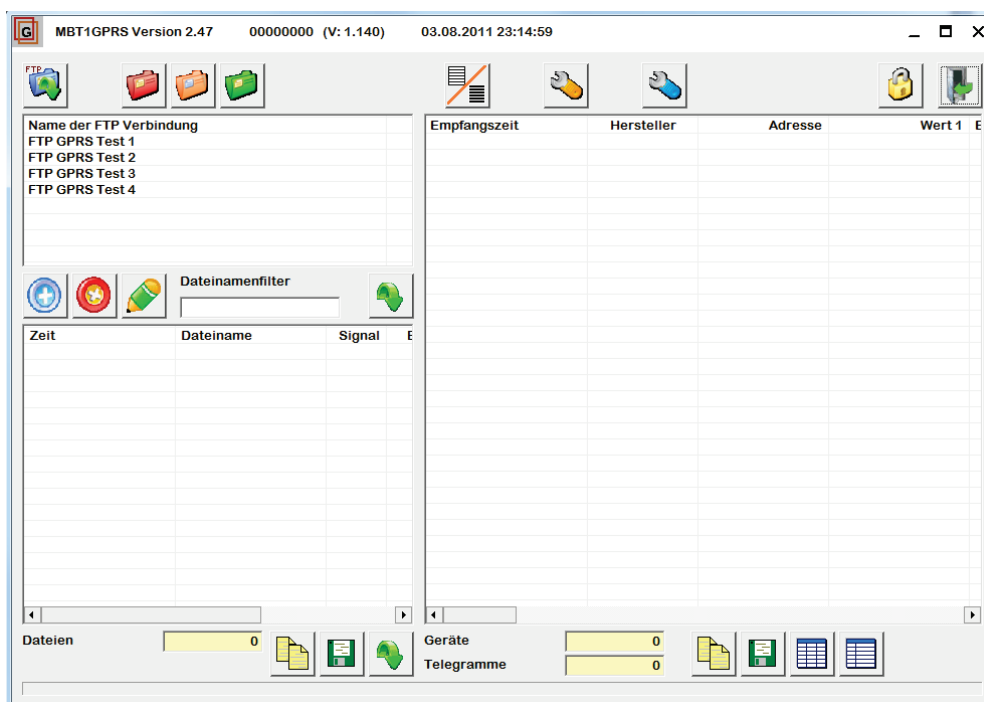 G MBT1GPRS Version 2.47 00000000 (V: 1.140) 03.08.2011 23:14:59
FTP
Name der FTP Verbindung
FTP GPRS Test 1
FTP GPRS Test 2
FTP GPRS Test 3
FTP GPRS Test 4
Dateinamenfilter
Zeit Dateiname Signal
Dateien 0
Empfangszeit Hersteller Adresse Wert 1
Geräte 0
Telegramme 0